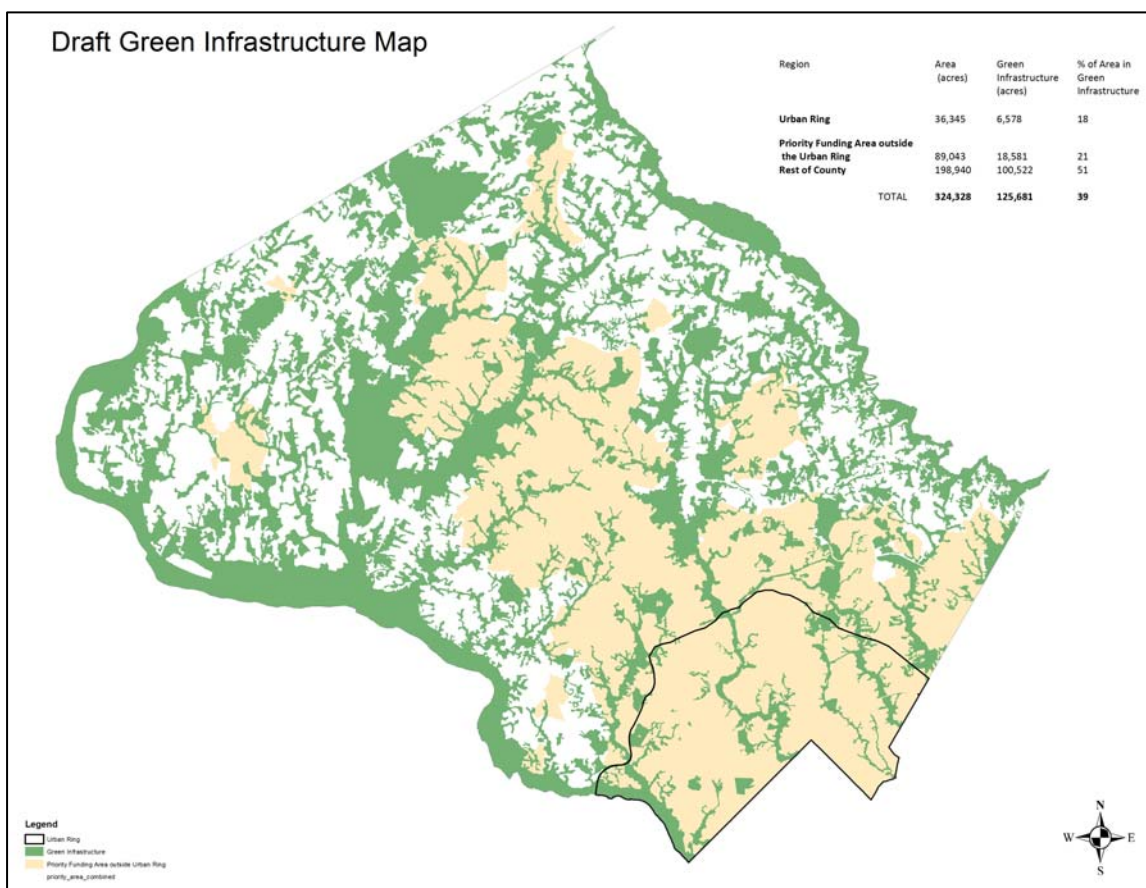 Draft Green Infrastructure Map
Region Area Green % of Area in
(acres) Infrastructure Green
(acres) Infrastructure
Urban Ring 36,345 6,578 18
Priority Funding Area outside
the Urban Ring 89,043 18,581 21
Rest of County 198,940 100,522 51
TOTAL 324,328 125,681 39
Legend
Urban Ring
Green Infrastructure
Priority Funding Area outside Urban Ring
priority_area_combined
N
W E
S